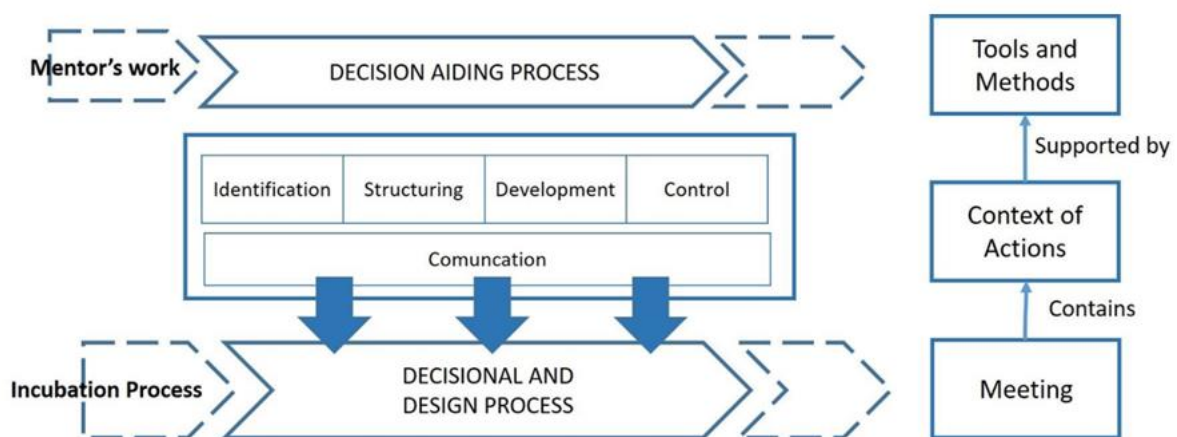 Mentor's work
DECISION AIDING PROCESS
Identification
Structuring
Development
Control
Comuncation
Incubation Process
DECISIONAL AND
DESIGN PROCESS
Tools and
Methods
Supported by
Context of
Actions
Contains
Meeting